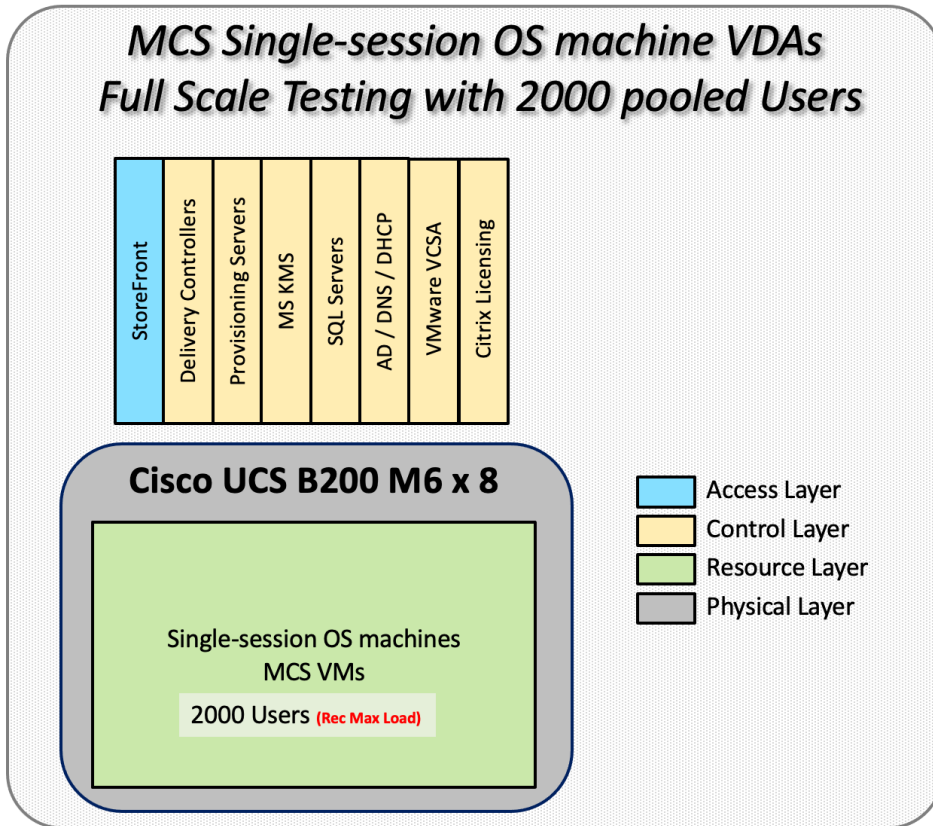 MCS Single-session OS machine VDAs
Full Scale Testing with 2000 pooled Users
StoreFront
Delivery Controllers
Provisioning Servers
MS KMS
SQL Servers
AD / DNS / DHCP
VMware VCSA
Citrix Licensing
Cisco UCS B200 M6 x 8
Single-session OS machines
MCS VMs
2000 Users (Rec Max Load)
Access Layer
Control Layer
Resource Layer
Physical Layer